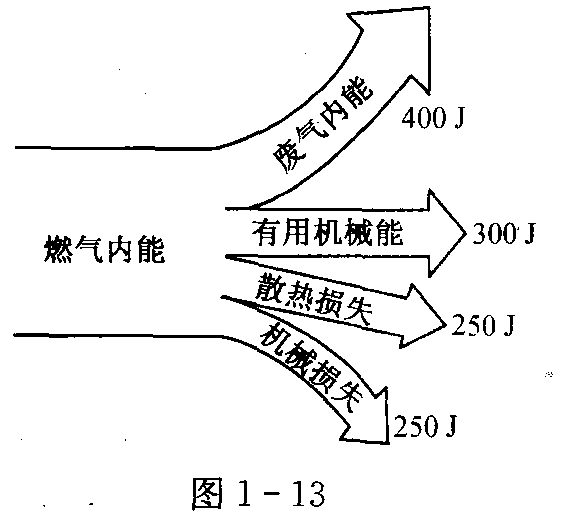 废气内能
400 J
燃气内能
有用机械能
300 J
散热损失
250 J
机械损失
250 J
图 1-13